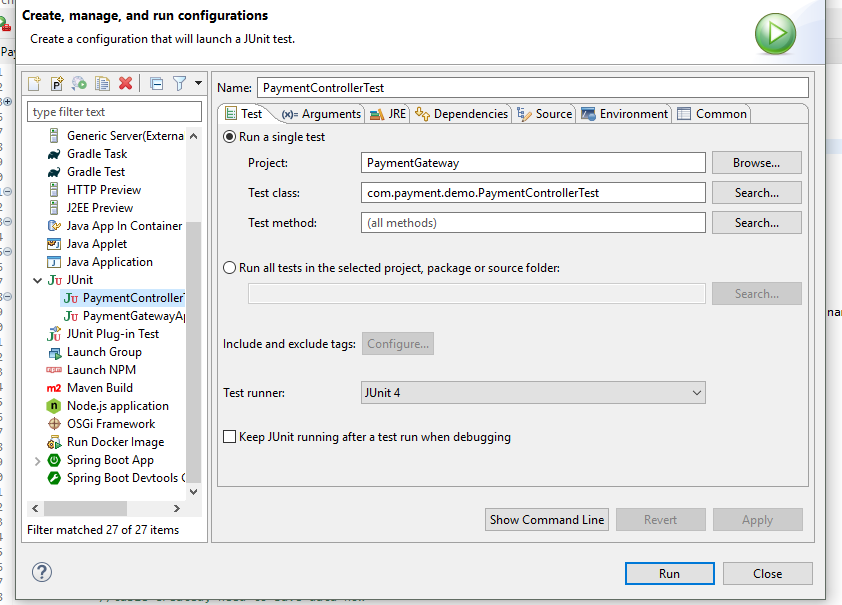 Create, manage, and run configurations
Create a configuration that will launch a JUnit test.
type filter text
Generic Server(Externa
Gradle Task
Gradle Test
HTTP Preview
J2EE Preview
Java App In Container
Java Applet
Java Application
JUnit
PaymentController
PaymentGatewayAp
JUnit Plug-in Test
Launch Group
Launch NPM
Maven Build
Node.js application
OSGi Framework
Run Docker Image
Spring Boot App
Spring Boot Devtools C
Filter matched 27 of 27 items
Name: PaymentControllerTest
Test (x)= Arguments JRE Dependencies Source Environment Common
Run a single test
Project: PaymentGateway Browse...
Test class: com.payment.demo.PaymentControllerTest Search...
Test method: (all methods) Search...
Run all tests in the selected project, package or source folder:
Search...
Include and exclude tags: Configure...
Test runner: JUnit 4
Keep JUnit running after a test run when debugging
Show Command Line Revert Apply
Run Close